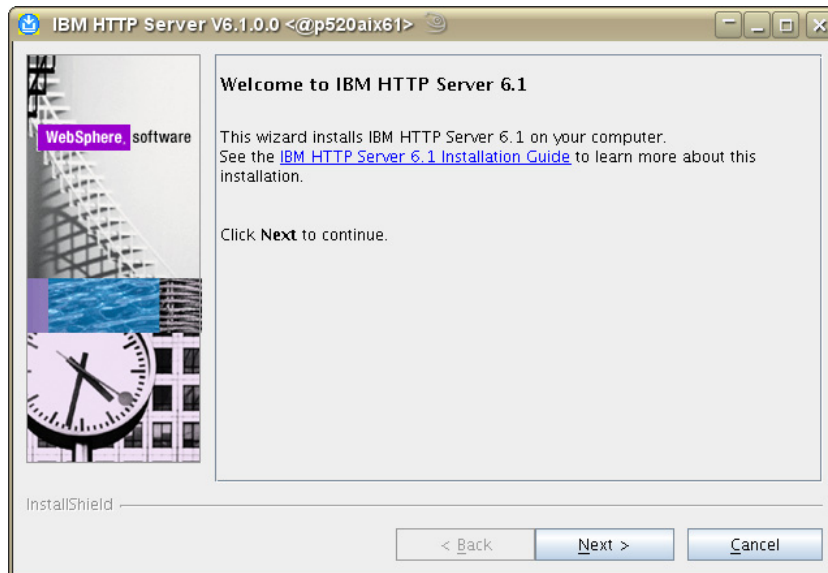 IBM HTTP Server V6.1.0.0 <@p520aix61>
WebSphere. software
Welcome to IBM HTTP Server 6.1
This wizard installs IBM HTTP Server 6.1 on your computer.
See the IBM HTTP Server 6.1 Installation Guide to learn more about this
installation.
Click Next to continue.
InstallShield
< Back
Next >
Cancel